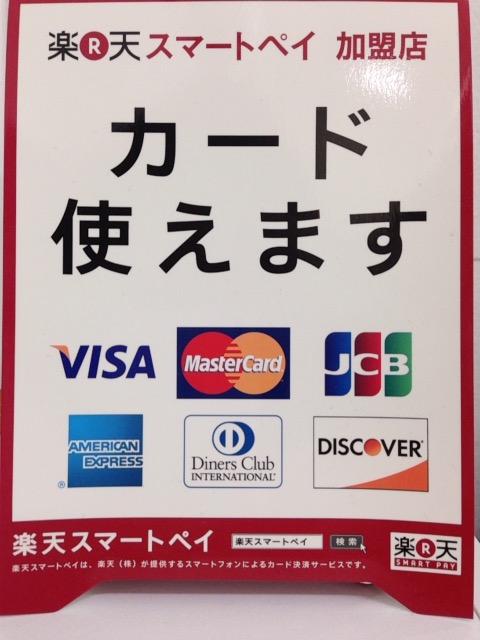 楽R天スマートペイ 加盟店
カード
使えます
VISA
MasterCard
JCB
AMERICAN
EXPRESS
®
Diners Club
INTERNATIONAL®
DISCOVER®
楽天スマートペイ
楽天スマートペイ 検索
楽天スマートペイは、楽天（株）が提供するスマートフォンによるカード決済サービスです。
楽R天
SMART PAY